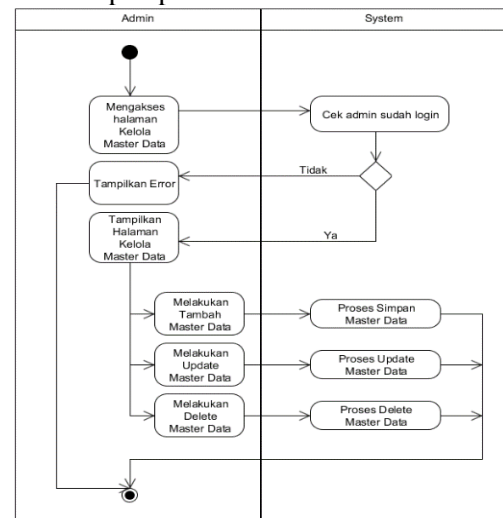 Admin
System
Mengakses
halaman
Kelola
Master Data
Cek admin sudah login
Tidak
Tampilkan Error
Tampilkan
Halaman
Kelola
Master Data
Ya
Melakukan
Tambah
Master Data
Proses Simpan
Master Data
Melakukan
Update
Master Data
Proses Update
Master Data
Melakukan
Delete
Master Data
Proses Delete
Master Data